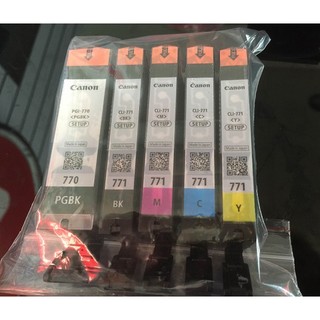 Canon
PGI-770
<PGBK>
SETUP
770
PGBK
Canon
CLI-771
<BK>
SETUP
771
BK
Canon
CLI-771
<M>
SETUP
771
M
Canon
CLI-771
<C>
SETUP
771
C
Canon
CLI-771
<Y>
SETUP
771
Y